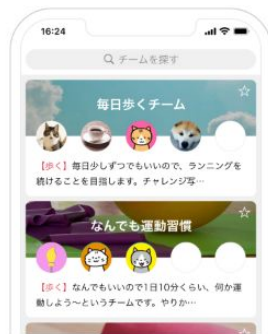 16:24
チームを探す
毎日歩くチーム
【歩く】毎日少しずつでもいいので、ランニングを
続けることを目指します。チャレンジ写…
なんでも運動習慣
【歩く】なんでもいいので1日10分くらい、何か運
動しよう〜というチームです。やりか…